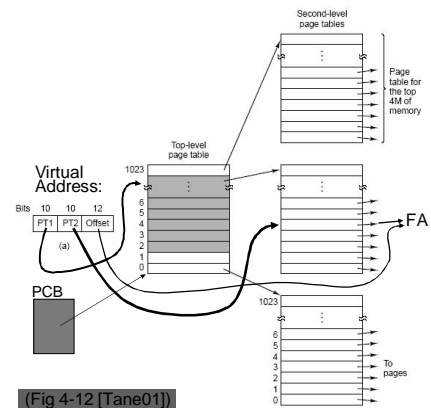 Second-level
page tables
Page
table for
the top
4M of
memory
Top-level
page table
1023
6
5
4
3
2
1
0
Virtual
Address:
Bits 10 10 12
PT1 PT2 Offset
(a)
FA
PCB
1023
6
5
4
3
2
1
0
To
pages
(Fig 4-12 [Tane01])